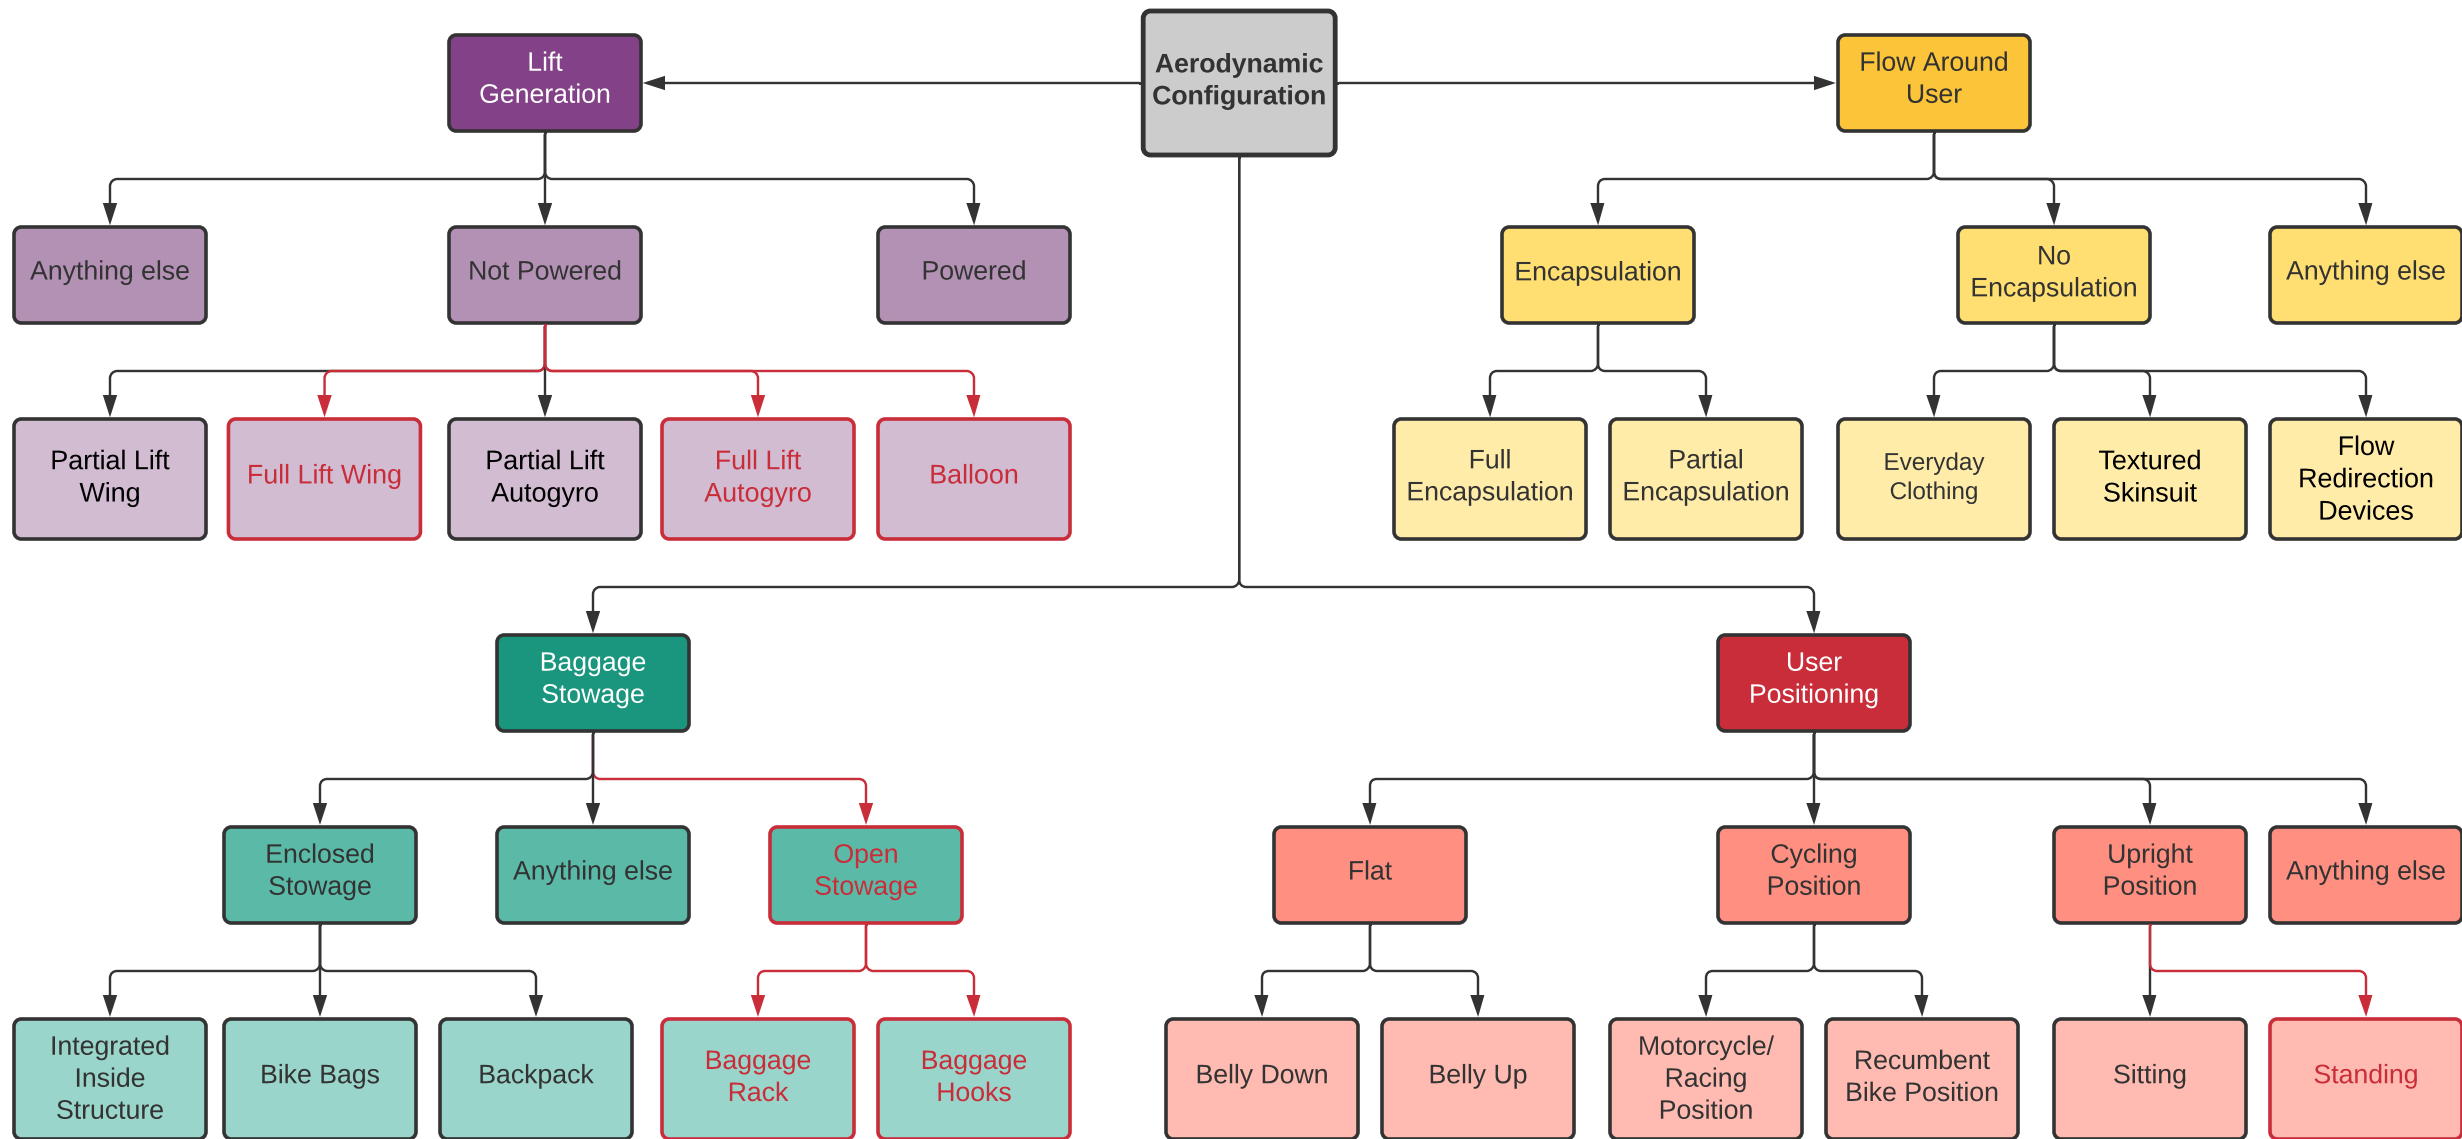 Aerodynamic
Configuration
Lift
Generation
Flow Around
User
Anything else
Not Powered
Powered
Encapsulation
No
Encapsulation
Anything else
Partial Lift
Wing
Full Lift Wing
Partial Lift
Autogyro
Full Lift
Autogyro
Balloon
Full
Encapsulation
Partial
Encapsulation
Everyday
Clothing
Textured
Skinsuit
Flow
Redirection
Devices
Baggage
Stowage
User
Positioning
Enclosed
Stowage
Anything else
Open
Stowage
Flat
Cycling
Position
Upright
Position
Anything else
Integrated
Inside
Structure
Bike Bags
Backpack
Baggage
Rack
Baggage
Hooks
Belly Down
Belly Up
Motorcycle/
Racing
Position
Recumbent
Bike Position
Sitting
Standing